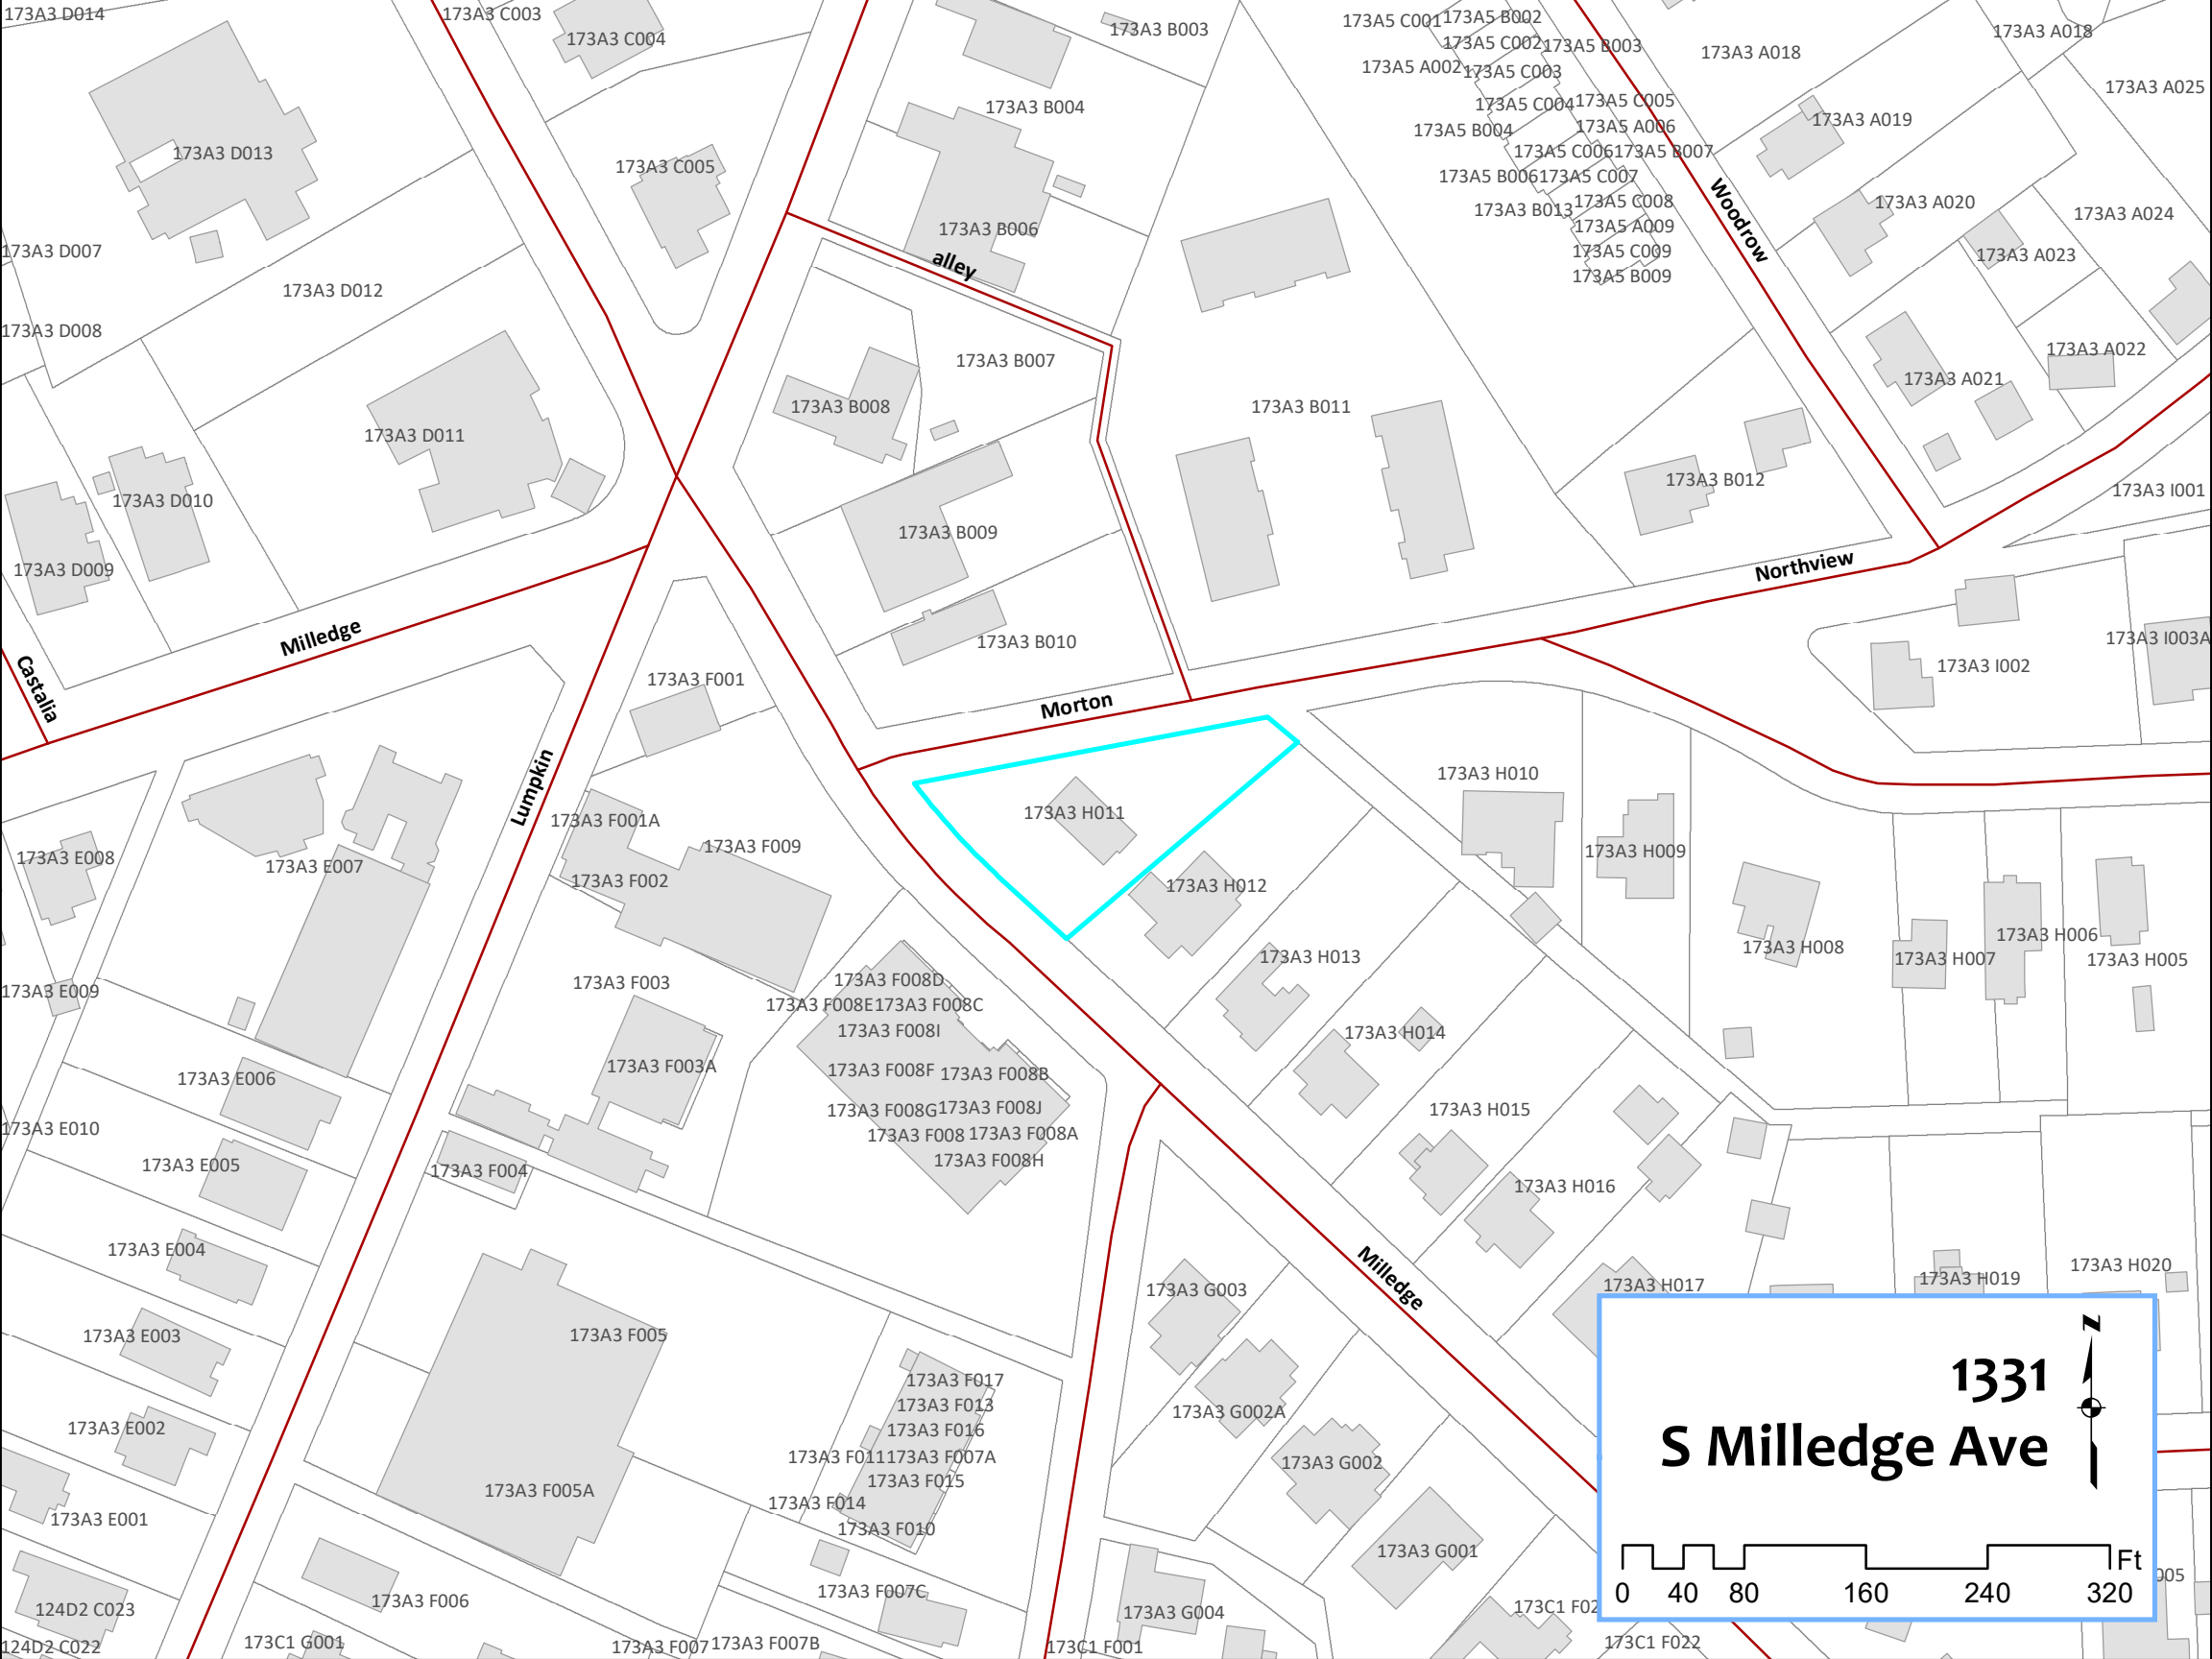 173A3 D014
173A3 C003
173A3 C004
173A3 B003
173A5 C001
173A5 B002
173A5 C002
173A5 B003
173A3 A018
173A3 A018
173A5 A002
173A5 C003
173A3 A025
173A3 B004
173A5 C004
173A5 C005
173A3 A019
173A5 B004
173A5 A006
173A3 D013
173A3 C005
173A5 C006
173A5 B007
173A5 B006
173A5 C007
173A3 B013
173A5 C008
173A3 A020
173A3 A024
Woodrow
173A3 B006
173A5 A009
173A3 D007
173A5 C009
173A3 A023
alley
173A5 B009
173A3 D012
173A3 D008
173A3 B007
173A3 A022
173A3 A021
173A3 B008
173A3 B011
173A3 D011
173A3 B012
173A3 I001
173A3 D010
173A3 B009
173A3 D009
Northview
Milledge
173A3 B010
173A3 I003A
173A3 I002
Castalia
173A3 F001
Morton
173A3 H010
Lumpkin
173A3 H011
173A3 F001A
173A3 F009
173A3 H009
173A3 E008
173A3 E007
173A3 F002
173A3 H012
173A3 H006
173A3 H008
173A3 H013
173A3 H007
173A3 H005
173A3 F003
173A3 F008D
173A3 E009
173A3 F008E
173A3 F008C
173A3 F008I
173A3 H014
173A3 F003A
173A3 F008F
173A3 F008B
173A3 E006
173A3 F008G
173A3 F008J
173A3 H015
173A3 E010
173A3 F008
173A3 F008A
173A3 E005
173A3 F004
173A3 F008H
173A3 H016
173A3 E004
Milledge
173A3 G003
173A3 H017
173A3 H019
173A3 H020
173A3 E003
173A3 F005
173A3 F017
173A3 F013
173A3 G002A
173A3 E002
173A3 F016
173A3 F011
173A3 F007A
173A3 G002
173A3 F015
173A3 F005A
173A3 F014
173A3 E001
173A3 F010
173A3 G001
173A3 F007C
173A3 F006
124D2 C023
173A3 G004
173C1 F02
005
124D2 C022
173C1 G001
173A3 F007
173A3 F007B
173C1 F001
173C1 F022
N
1331
S Milledge Ave
Ft
0 40 80 160 240 320